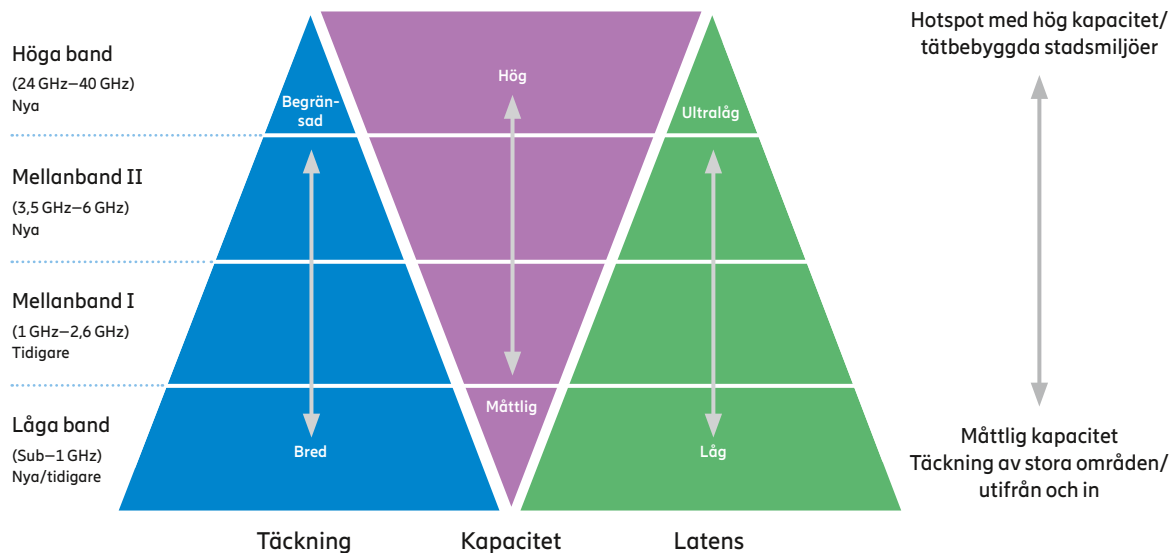 Höga band
(24 GHz–40 GHz)
Nya
Mellanband II
(3,5 GHz–6 GHz)
Nya
Mellanband I
(1 GHz–2,6 GHz)
Tidigare
Låga band
(Sub–1 GHz)
Nya/tidigare
Begrän-
sad
Bred
Täckning
Hög
Måttlig
Kapacitet
Ultralåg
Låg
Latens
Hotspot med hög kapacitet/
tätbebyggda stadsmiljöer
Måttlig kapacitet
Täckning av stora områden/
utifrån och in